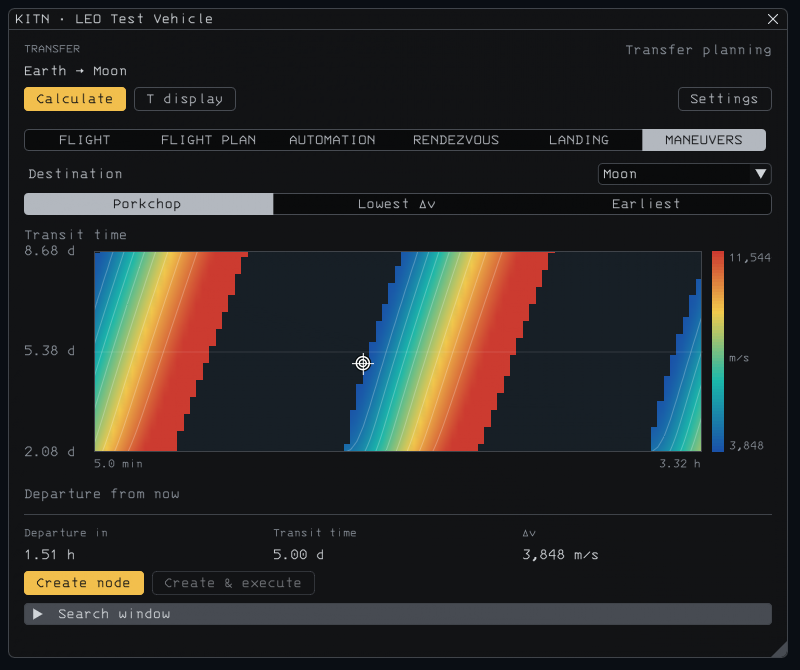 KITN · LEO Test Vehicle
TRANSFER
Transfer planning
Earth → Moon
Calculate
T display
Settings
FLIGHT
FLIGHT PLAN
AUTOMATION
RENDEZVOUS
LANDING
MANEUVERS
Destination
Moon
Porkchop
Lowest Δv
Earliest
Transit time
8.68 d
5.38 d
2.08 d
11,544
m/s
3,848
5.0 min
3.32 h
Departure from now
Departure in
Transit time
Δv
1.51 h
5.00 d
3,848 m/s
Create node
Create & execute
Search window